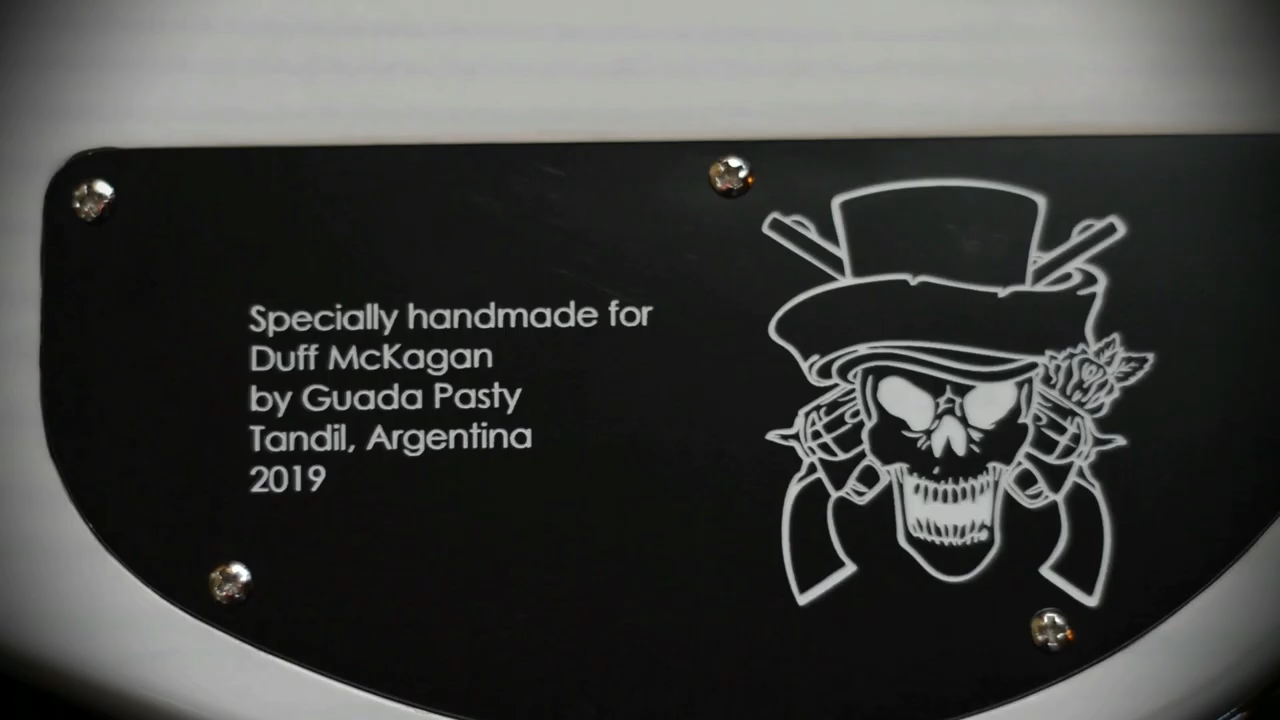 Specially handmade for
Duff McKagan
by Guada Pasty
Tandil, Argentina
2019